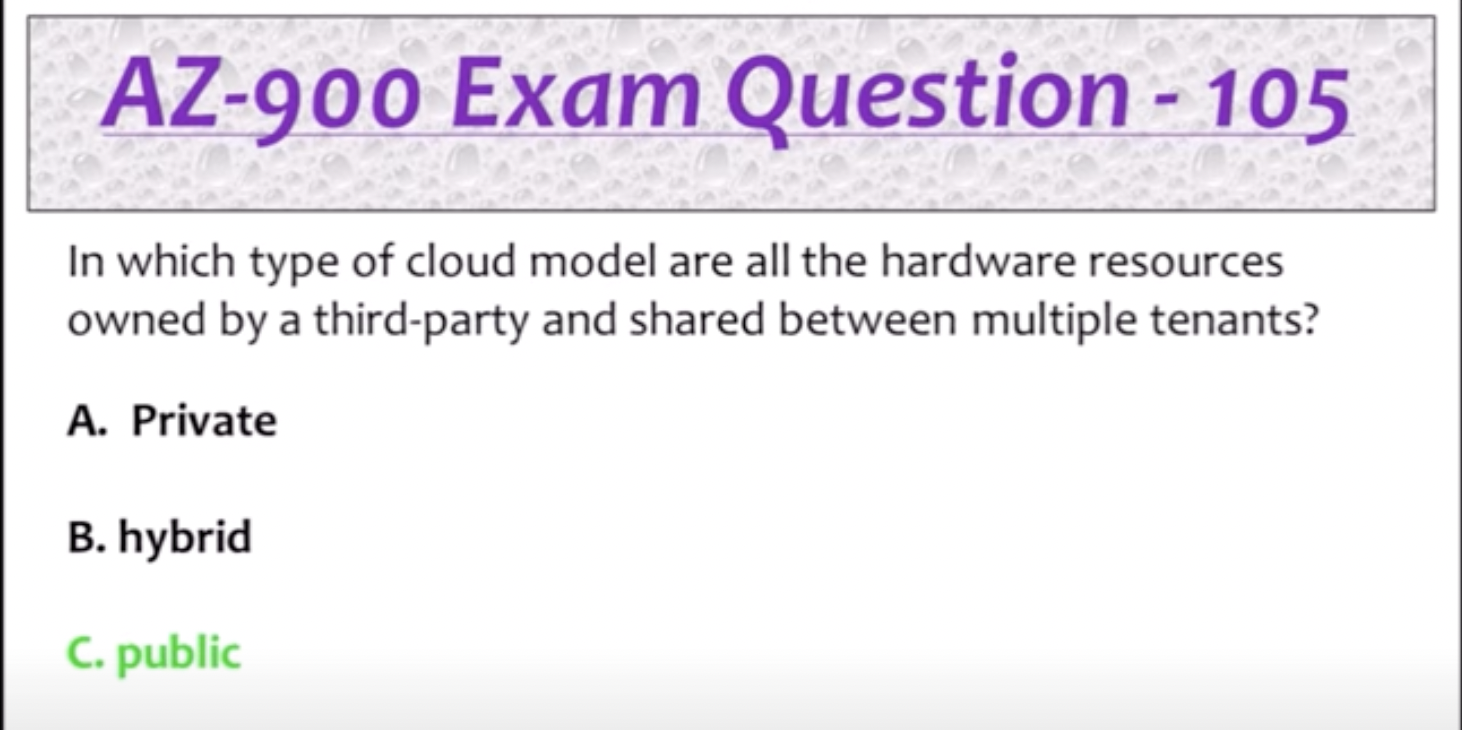 AZ-900 Exam Question - 105
In which type of cloud model are all the hardware resources
owned by a third-party and shared between multiple tenants?
A. Private
B. hybrid
C. public